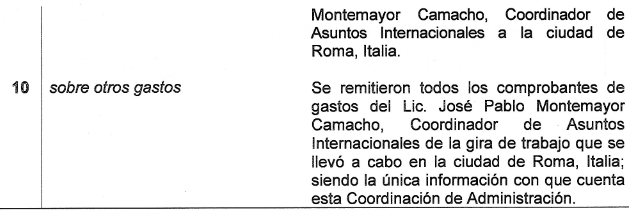 Montemayor Camacho, Coordinador de
Asuntos Internacionales a la ciudad de
Roma, Italia.
10 sobre otros gastos Se remitieron todos los comprobantes de
gastos del Lic. José Pablo Montemayor
Camacho, Coordinador de Asuntos
Internacionales de la gira de trabajo que se
llevó a cabo en la ciudad de Roma, Italia;
siendo la única información con que cuenta
esta Coordinación de Administración.